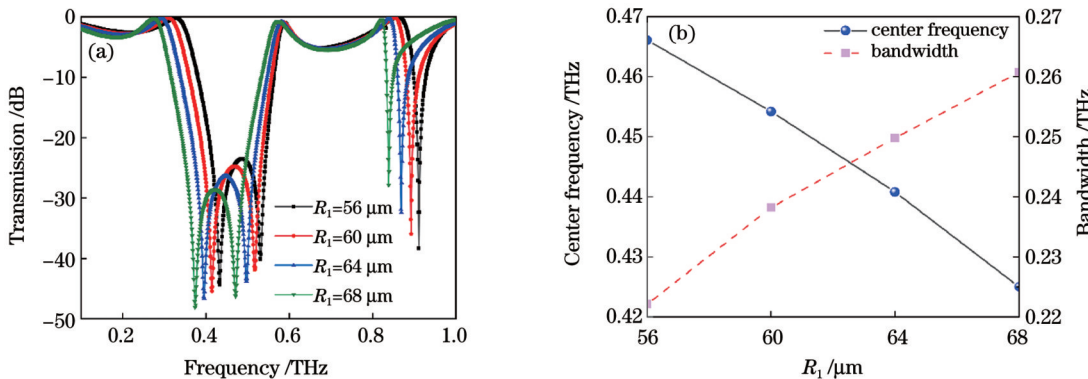 (a)
Transmission /dB
0
−10
−20
−30
−40
−50
R1=56 μm
R1=60 μm
R1=64 μm
R1=68 μm
0.2
0.4
0.6
0.8
1.0
Frequency /THz
(b)
Center frequency /THz
0.47
0.46
0.45
0.44
0.43
0.42
center frequency
bandwidth
0.27
0.26
0.25
0.24
0.23
0.22
Bandwidth /THz
56
60
64
68
R1 /μm